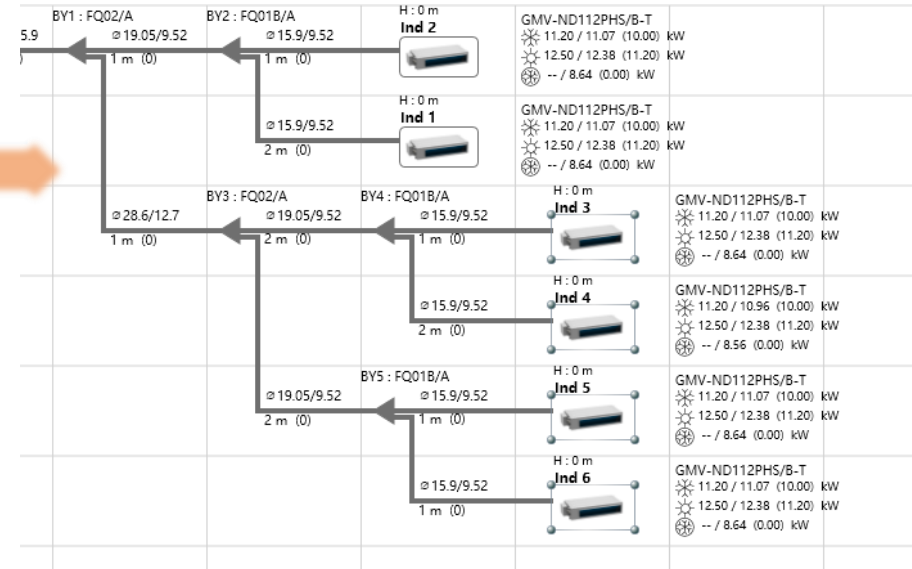 BY1 : FQ02/A
BY2 : FQ01B/A
H : 0 m
Ind 2
5.9
⌀ 19.05/9.52
⌀ 15.9/9.52
)
1 m (0)
1 m (0)
GMV-ND112PHS/B-T
11.20 / 11.07 (10.00) kW
12.50 / 12.38 (11.20) kW
-- / 8.64 (0.00) kW
H : 0 m
Ind 1
⌀ 15.9/9.52
2 m (0)
GMV-ND112PHS/B-T
11.20 / 11.07 (10.00) kW
12.50 / 12.38 (11.20) kW
-- / 8.64 (0.00) kW
BY3 : FQ02/A
BY4 : FQ01B/A
H : 0 m
Ind 3
⌀ 28.6/12.7
⌀ 19.05/9.52
⌀ 15.9/9.52
1 m (0)
2 m (0)
1 m (0)
GMV-ND112PHS/B-T
11.20 / 11.07 (10.00) kW
12.50 / 12.38 (11.20) kW
-- / 8.64 (0.00) kW
H : 0 m
Ind 4
⌀ 15.9/9.52
2 m (0)
GMV-ND112PHS/B-T
11.20 / 10.96 (10.00) kW
12.50 / 12.38 (11.20) kW
-- / 8.56 (0.00) kW
BY5 : FQ01B/A
H : 0 m
Ind 5
⌀ 19.05/9.52
⌀ 15.9/9.52
2 m (0)
1 m (0)
GMV-ND112PHS/B-T
11.20 / 11.07 (10.00) kW
12.50 / 12.38 (11.20) kW
-- / 8.64 (0.00) kW
H : 0 m
Ind 6
⌀ 15.9/9.52
1 m (0)
GMV-ND112PHS/B-T
11.20 / 11.07 (10.00) kW
12.50 / 12.38 (11.20) kW
-- / 8.64 (0.00) kW